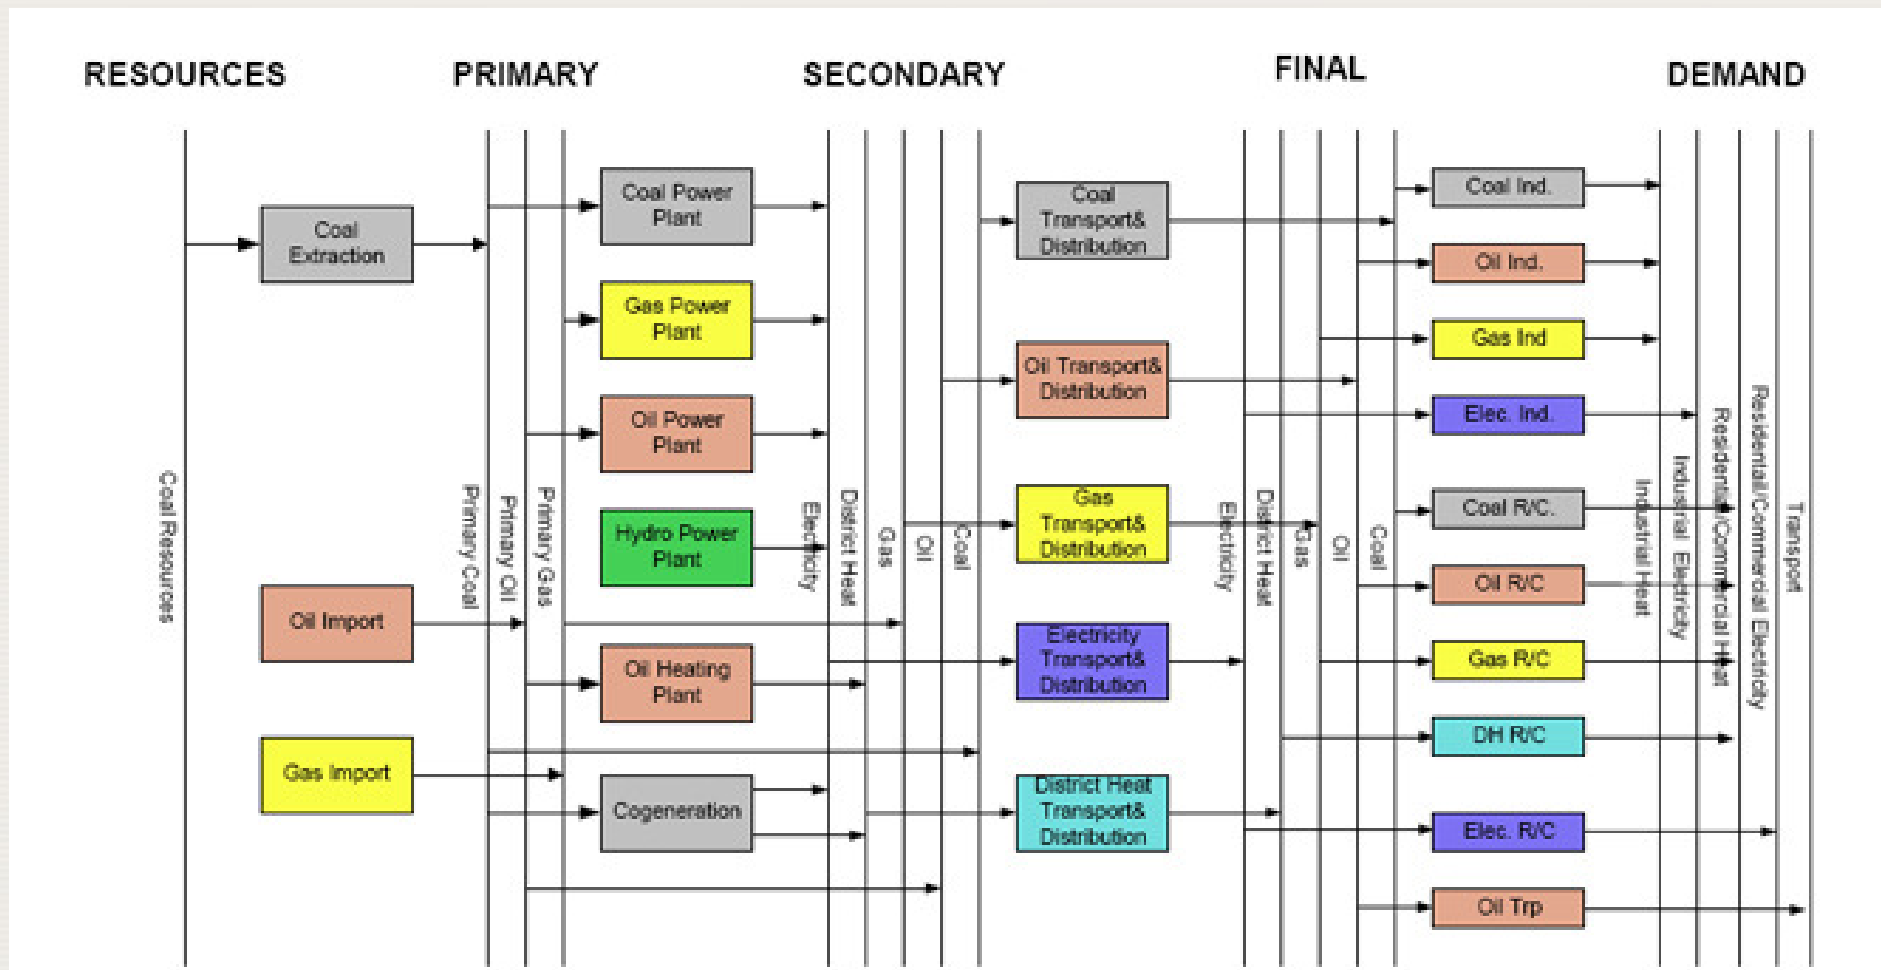 RESOURCES
PRIMARY
SECONDARY
FINAL
DEMAND
Coal Resources
Coal
Extraction
Oil Import
Gas Import
Primary Coal
Primary Oil
Primary Gas
Coal Power
Plant
Gas Power
Plant
Oil Power
Plant
Hydro Power
Plant
Oil Heating
Plant
Cogeneration
Electricity
District Heat
Gas
Oil
Coal
Coal
Transport&
Distribution
Oil Transport&
Distribution
Gas
Transport&
Distribution
Electricity
Transport&
Distribution
District Heat
Transport&
Distribution
Electricity
District Heat
Gas
Oil
Coal
Coal Ind.
Oil Ind.
Gas Ind
Elec. Ind.
Coal R/C.
Oil R/C
Gas R/C
DH R/C
Elec. R/C
Oil Trp
Industrial Heat
Industrial Electricity
Residential/Commercial Heat
Residentail/Commercial Electricity
Transport